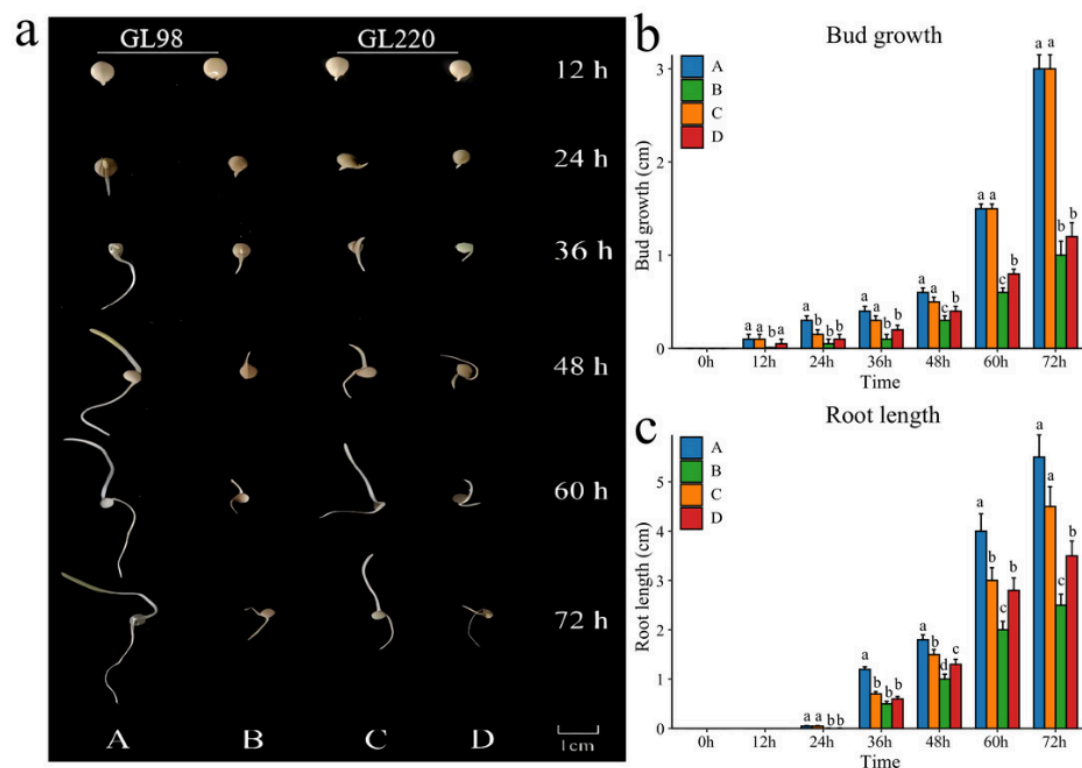 a
GL98 GL220
12 h
24 h
36 h
48 h
60 h
72 h
A B C D
1cm
b
Bud growth
A
B
C
D
Bud growth (cm)
3
2
1
0
a a b a
a b b b
a a b b
a a c b
a a c b
a a b b
0h 12h 24h 36h 48h 60h 72h
Time
c
Root length
A
B
C
D
Root length (cm)
5
4
3
2
1
0
a a b b
a b b b
a b d c
a b c b
a a c b
0h 12h 24h 36h 48h 60h 72h
Time